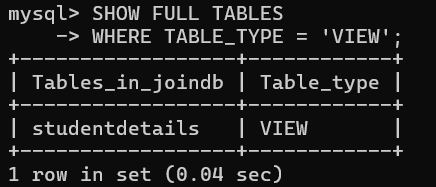 mysql> SHOW FULL TABLES
    -> WHERE TABLE_TYPE = 'VIEW';
+------------------+------------+
| Tables_in_joindb | Table_type |
+------------------+------------+
| studentdetails   | VIEW       |
+------------------+------------+
1 row in set (0.04 sec)